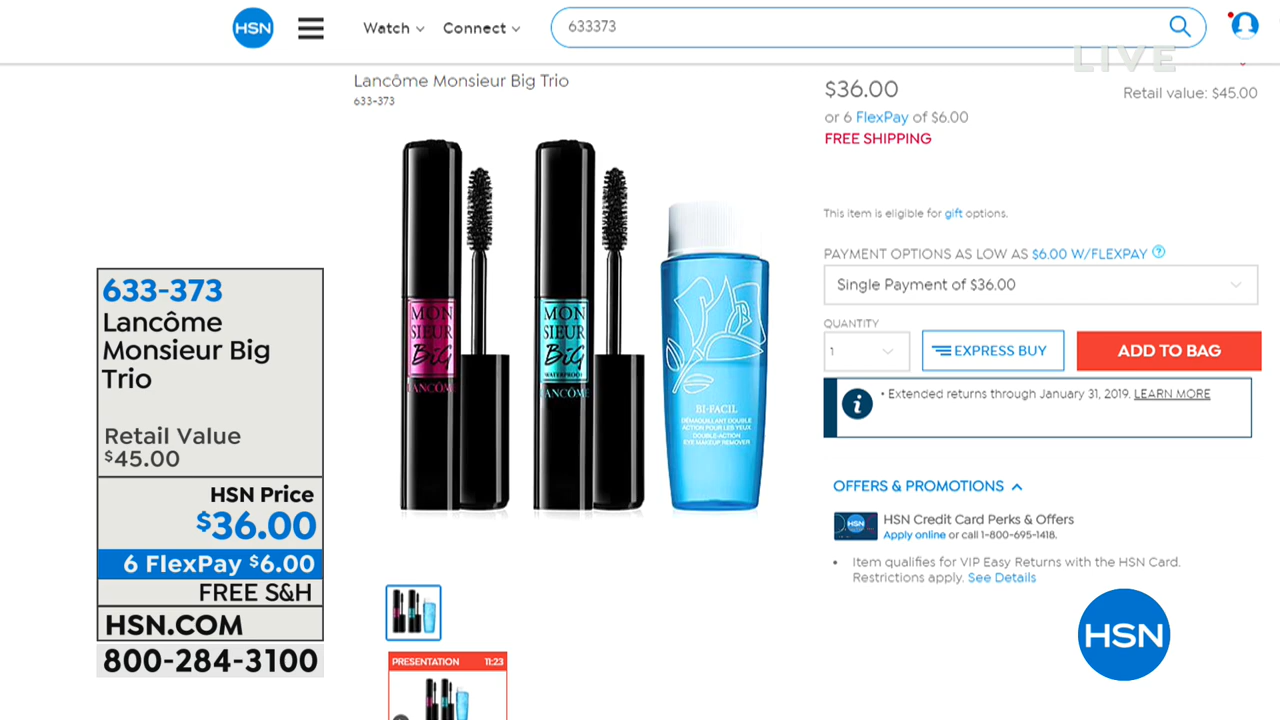 HSN
Watch
Connect
633373
LIVE
Lancôme Monsieur Big Trio
633-373
$36.00
Retail value: $45.00
or 6 FlexPay of $6.00
FREE SHIPPING
This item is eligible for gift options.
PAYMENT OPTIONS AS LOW AS $6.00 W/FLEXPAY ?
Single Payment of $36.00
QUANTITY
1
EXPRESS BUY
ADD TO BAG
i
• Extended returns through January 31, 2019. LEARN MORE
OFFERS & PROMOTIONS
HSN
HSN Credit Card Perks & Offers
Apply online or call 1-800-695-1418.
• Item qualifies for VIP Easy Returns with the HSN Card.
Restrictions apply. See Details
HSN
MON
SIEUR
BIG
LANCÔME
MON
SIEUR
BIG
WATERPROOF
LANCÔME
BI-FACIL
DÉMAQUILLANT DOUBLE
ACTION POUR LES YEUX
DOUBLE-ACTION
EYE MAKEUP REMOVER
PRESENTATION 11:23
633-373
Lancôme
Monsieur Big
Trio
Retail Value
$45.00
HSN Price
$36.00
6 FlexPay $6.00
FREE S&H
HSN.COM
800-284-3100